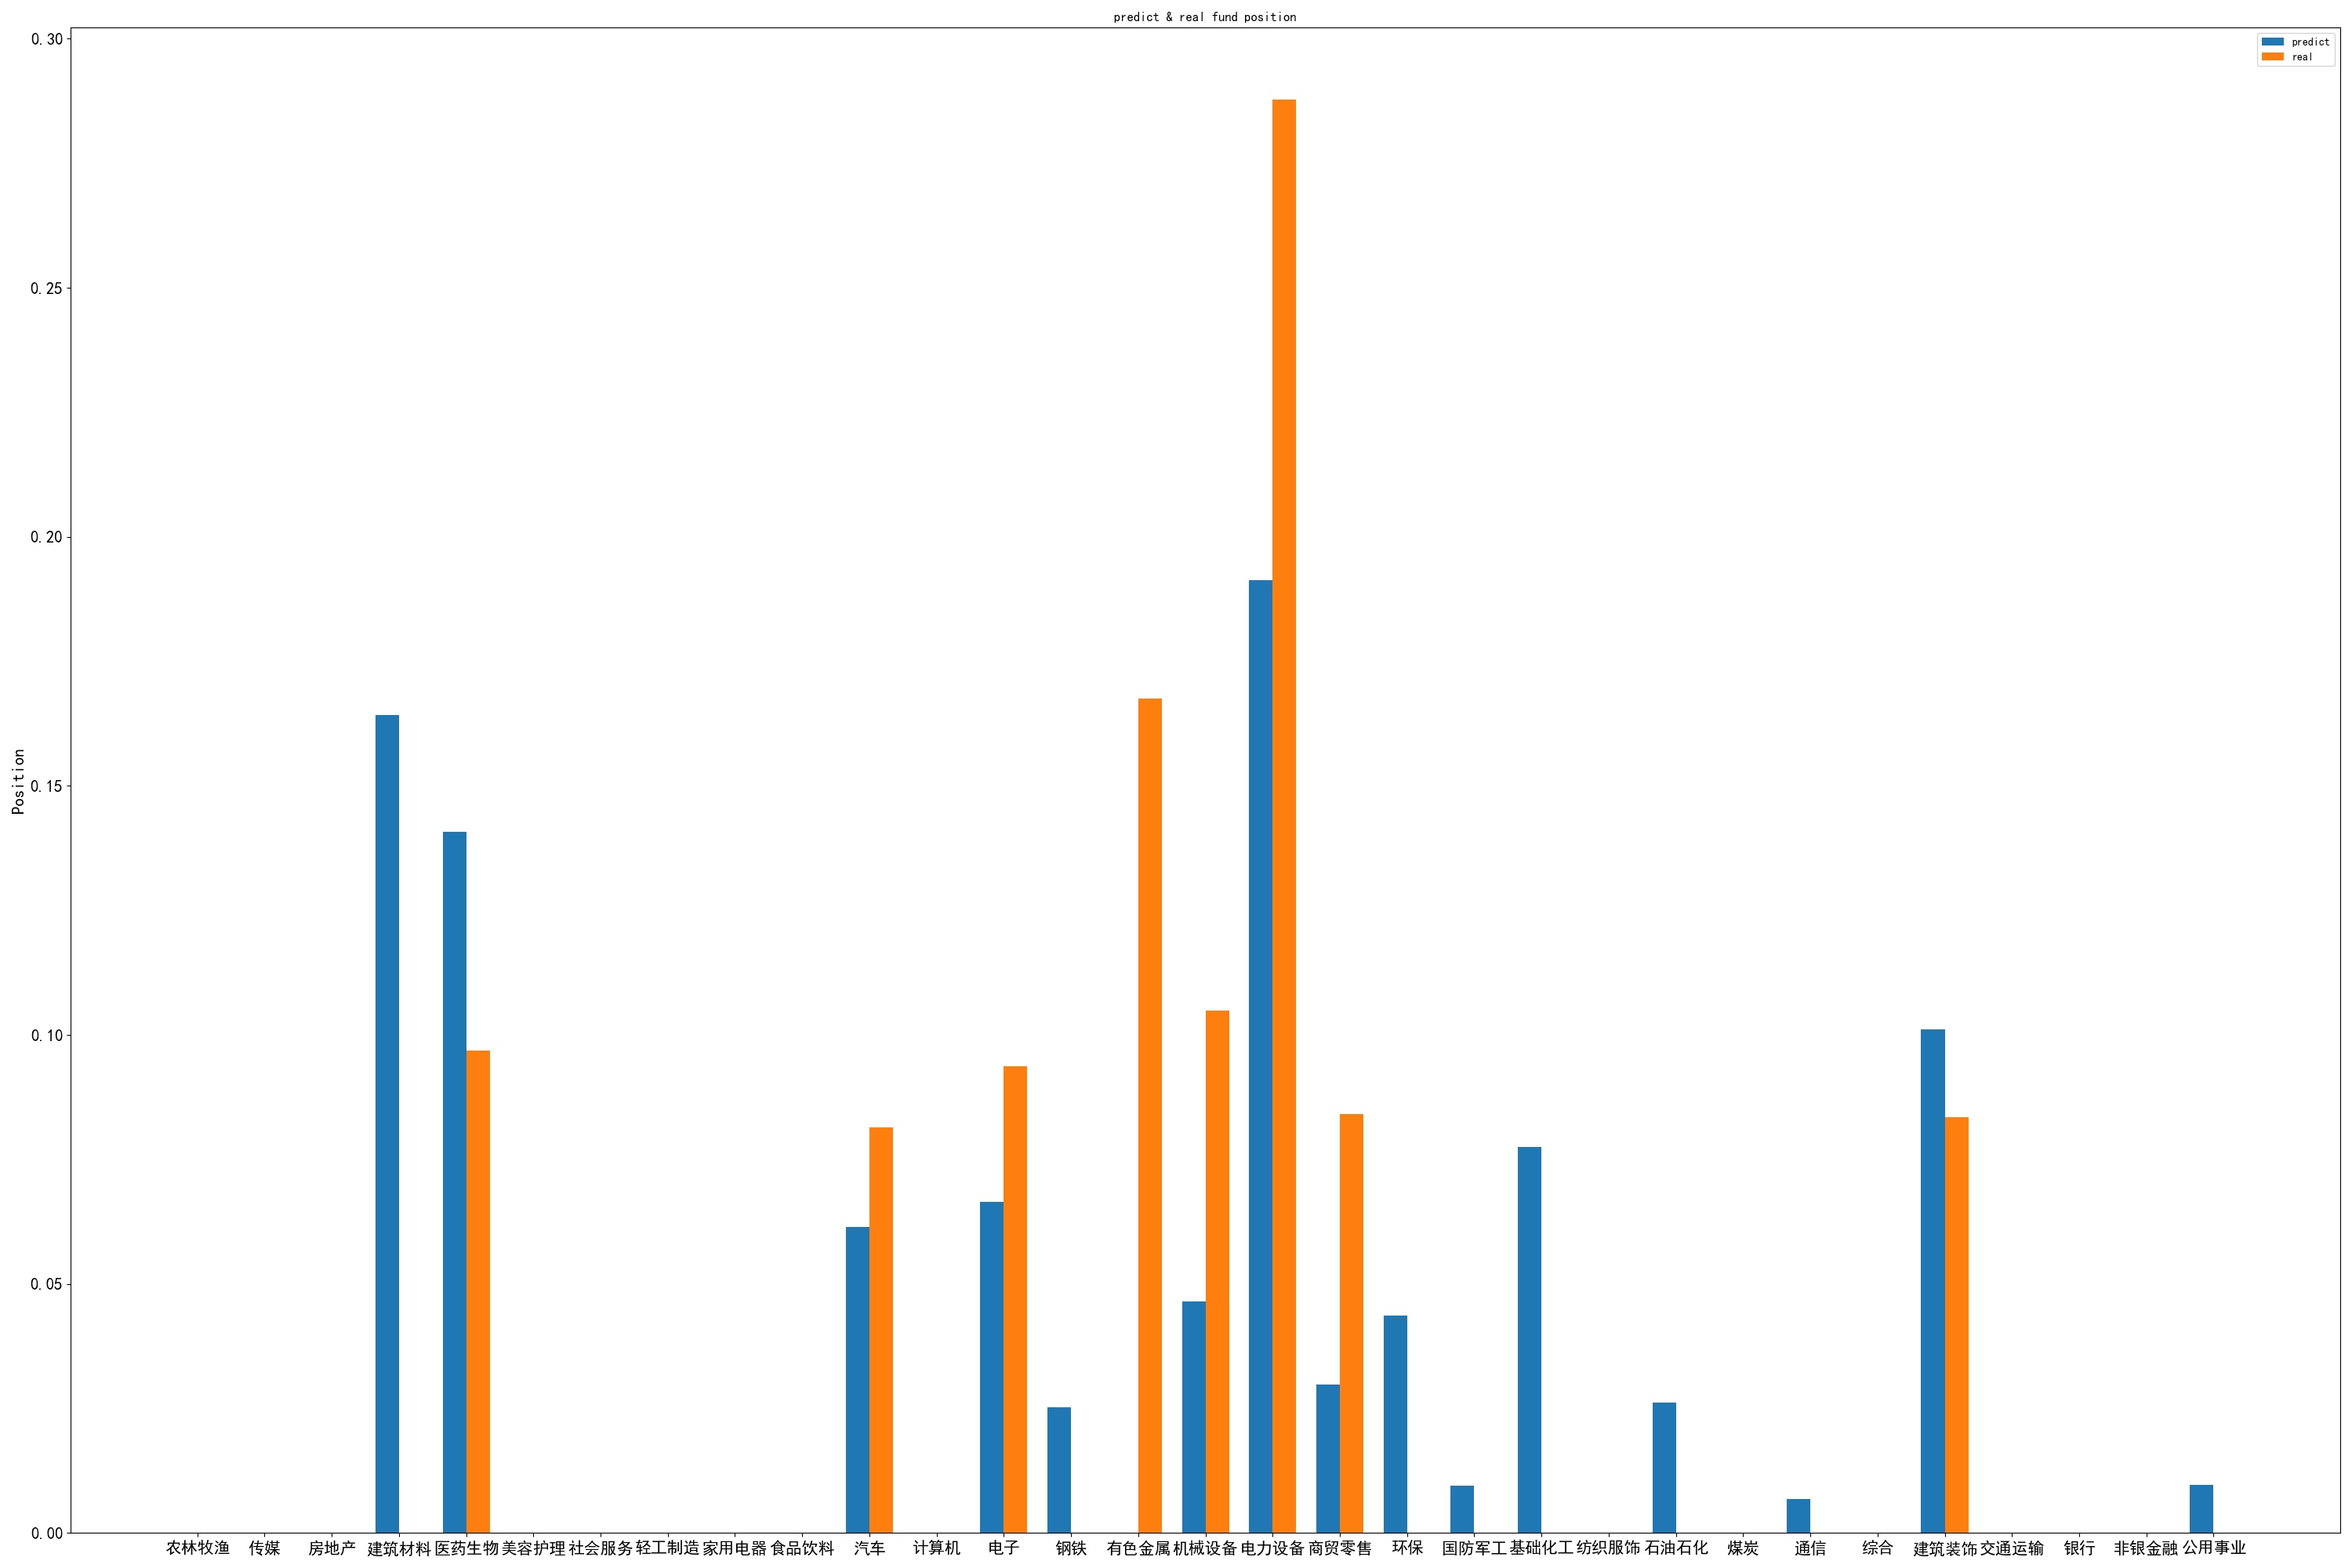 predict & real fund position
predict
real
Position
0.30
0.25
0.20
0.15
0.10
0.05
0.00
农林牧渔 传媒 房地产 建筑材料 医药生物 美容护理 社会服务 轻工制造 家用电器 食品饮料 汽车 计算机 电子 钢铁 有色金属 机械设备 电力设备 商贸零售 环保 国防军工 基础化工 纺织服饰 石油石化 煤炭 通信 综合 建筑装饰 交通运输 银行 非银金融 公用事业